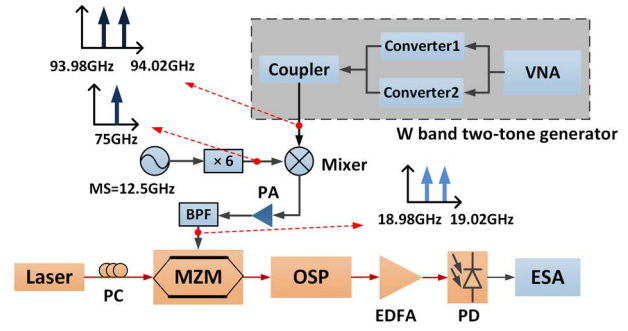 93.98GHz 94.02GHz
75GHz
Coupler
Converter1
Converter2
VNA
W band two-tone generator
× 6
MS=12.5GHz
Mixer
PA
BPF
18.98GHz 19.02GHz
Laser
PC
MZM
OSP
EDFA
PD
ESA